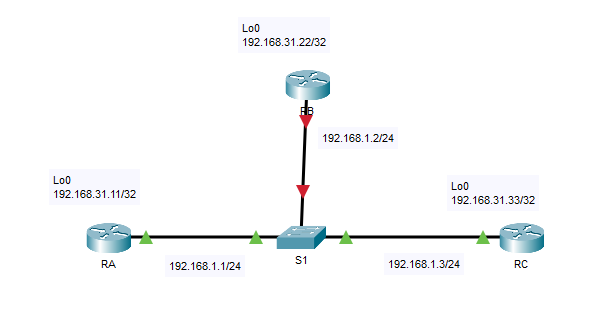 Lo0
192.168.31.22/32
RB
192.168.1.2/24
Lo0
192.168.31.11/32
Lo0
192.168.31.33/32
RA
192.168.1.1/24
S1
192.168.1.3/24
RC